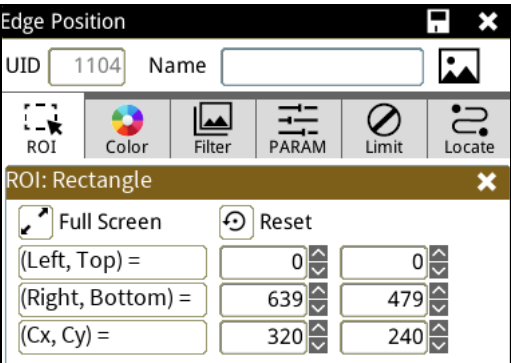 Edge Position
UID 1104 Name
ROI Color Filter PARAM Limit Locate
ROI: Rectangle
Full Screen Reset
(Left, Top) = 0 0
(Right, Bottom) = 639 479
(Cx, Cy) = 320 240